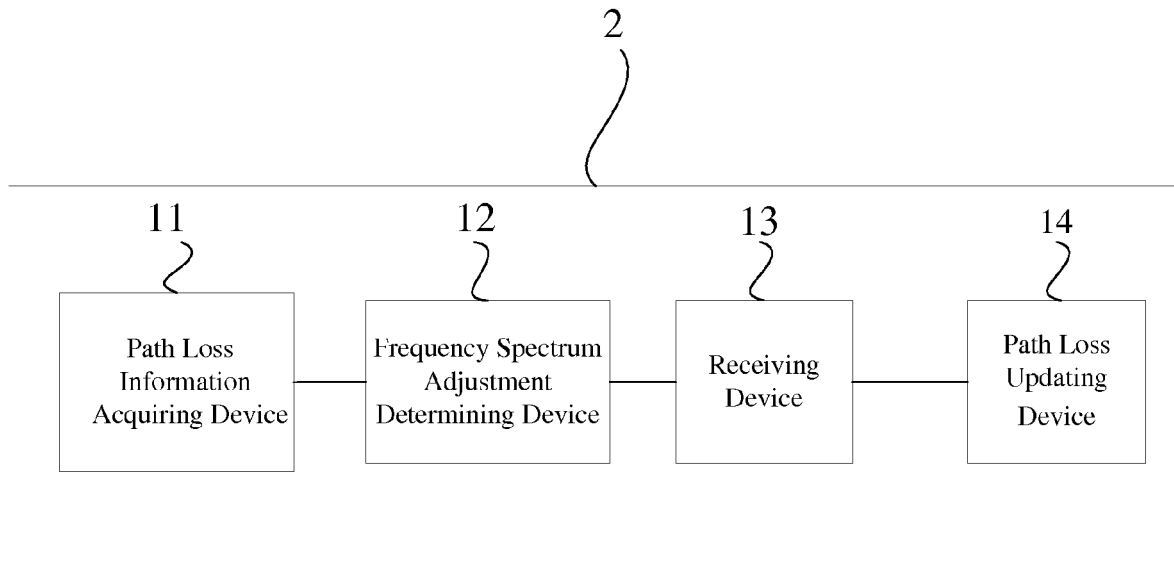 2
11
12
13
14
Path Loss
Information
Acquiring Device
Frequency Spectrum
Adjustment
Determining Device
Receiving
Device
Path Loss
Updating
Device